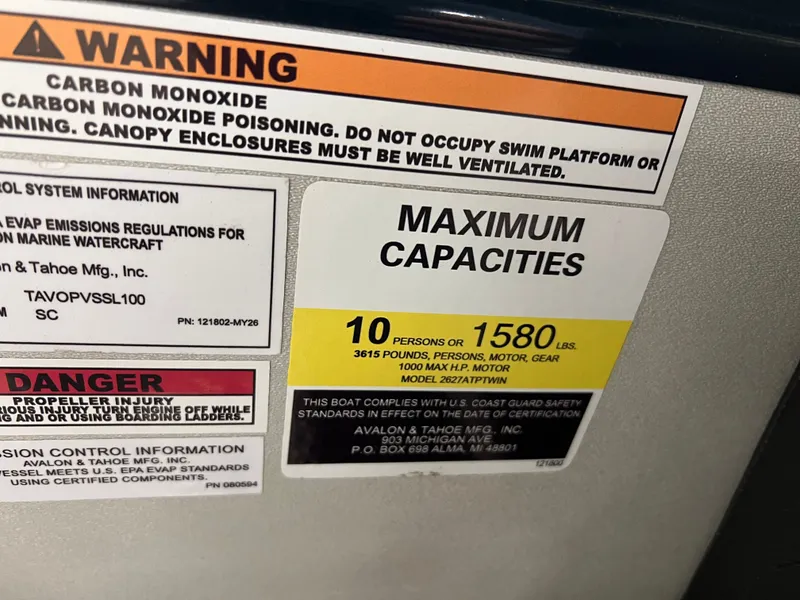 WARNING
CARBON MONOXIDE
CARBON MONOXIDE POISONING. DO NOT OCCUPY SWIM PLATFORM OR
NNING. CANOPY ENCLOSURES MUST BE WELL VENTILATED.
OL SYSTEM INFORMATION
EVAP EMISSIONS REGULATIONS FOR
ON MARINE WATERCRAFT
n & Tahoe Mfg., Inc.
TAVOPVSSL100
M SC
PN: 121802-MY26
DANGER
PROPELLER INJURY
RIOUS INJURY TURN ENGINE OFF WHILE
G AND OR USING BOARDING LADDERS.
SSION CONTROL INFORMATION
AVALON & TAHOE MFG. INC.
VESSEL MEETS U.S. EPA EVAP STANDARDS
USING CERTIFIED COMPONENTS.
PN 080594
MAXIMUM
CAPACITIES
10 PERSONS OR 1580 LBS.
3615 POUNDS, PERSONS, MOTOR, GEAR
1000 MAX H.P. MOTOR
MODEL 2627ATPTWIN
THIS BOAT COMPLIES WITH U.S. COAST GUARD SAFETY
STANDARDS IN EFFECT ON THE DATE OF CERTIFICATION
AVALON & TAHOE MFG., INC.
903 MICHIGAN AVE.
P.O. BOX 698 ALMA, MI 48801
121800